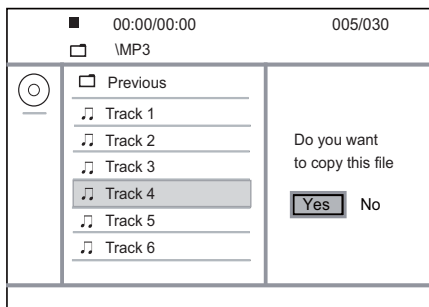 00:00/00:00 005/030
\MP3
Previous
Track 1
Track 2
Track 3
Track 4
Track 5
Track 6
Do you want
to copy this file
Yes No